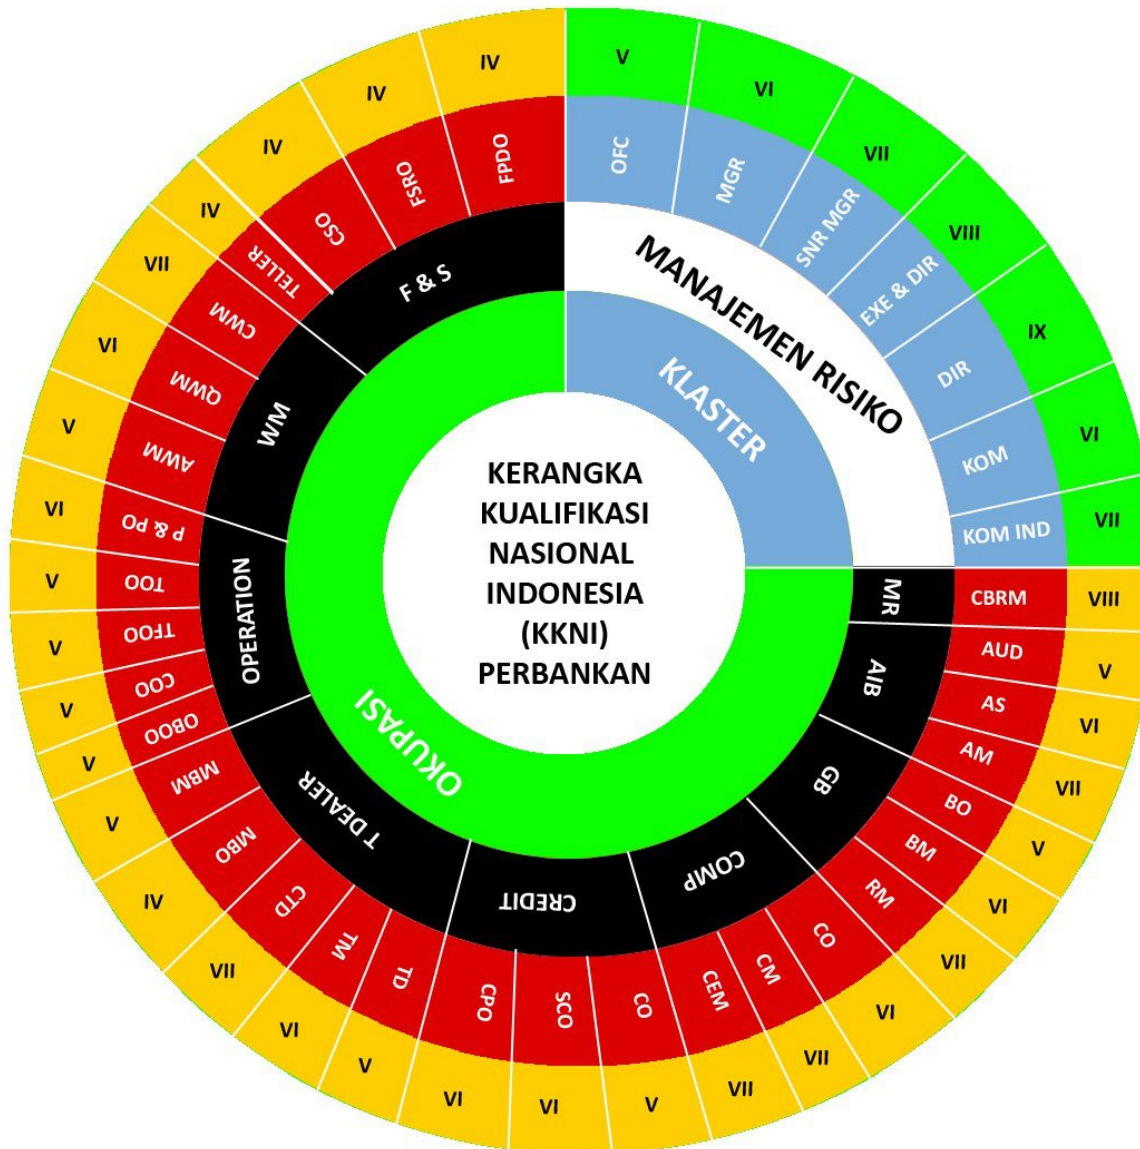 KERANGKA
KUALIFIKASI
NASIONAL
INDONESIA
(KKNI)
PERBANKAN
KLASTER
MANAJEMEN RISIKO
OFC
V
MGR
VI
SNR MGR
VII
EXE & DIR
VIII
DIR
IX
KOM
VI
KOM IND
VII
OKUPASI
MR
CBRM
VIII
AIB
AUD
V
AS
VI
AM
VII
GB
BO
V
BM
VI
RM
VII
COMP
CO
VI
CM
VII
CEM
VII
CREDIT
CO
V
SCO
VI
CPO
VI
T DEALER
TD
V
TM
VI
CTD
VII
MBO
IV
MBM
V
OPERATION
OBOO
V
COO
V
TFOO
V
TOO
V
P & PO
VI
WM
AWM
V
QWM
VI
CWM
VII
F & S
TELLER
IV
CSO
IV
FSRO
IV
FPDO
IV